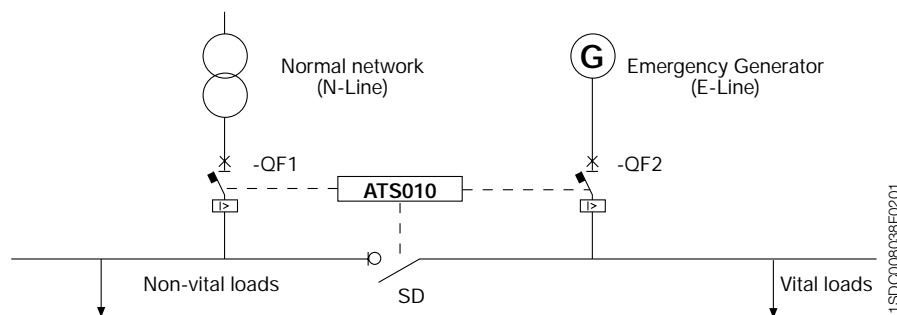 Normal network
(N-Line)
G
Emergency Generator
(E-Line)
-QF1
-QF2
ATS010
I>
I>
Non-vital loads
SD
Vital loads
1SDC008038F0201